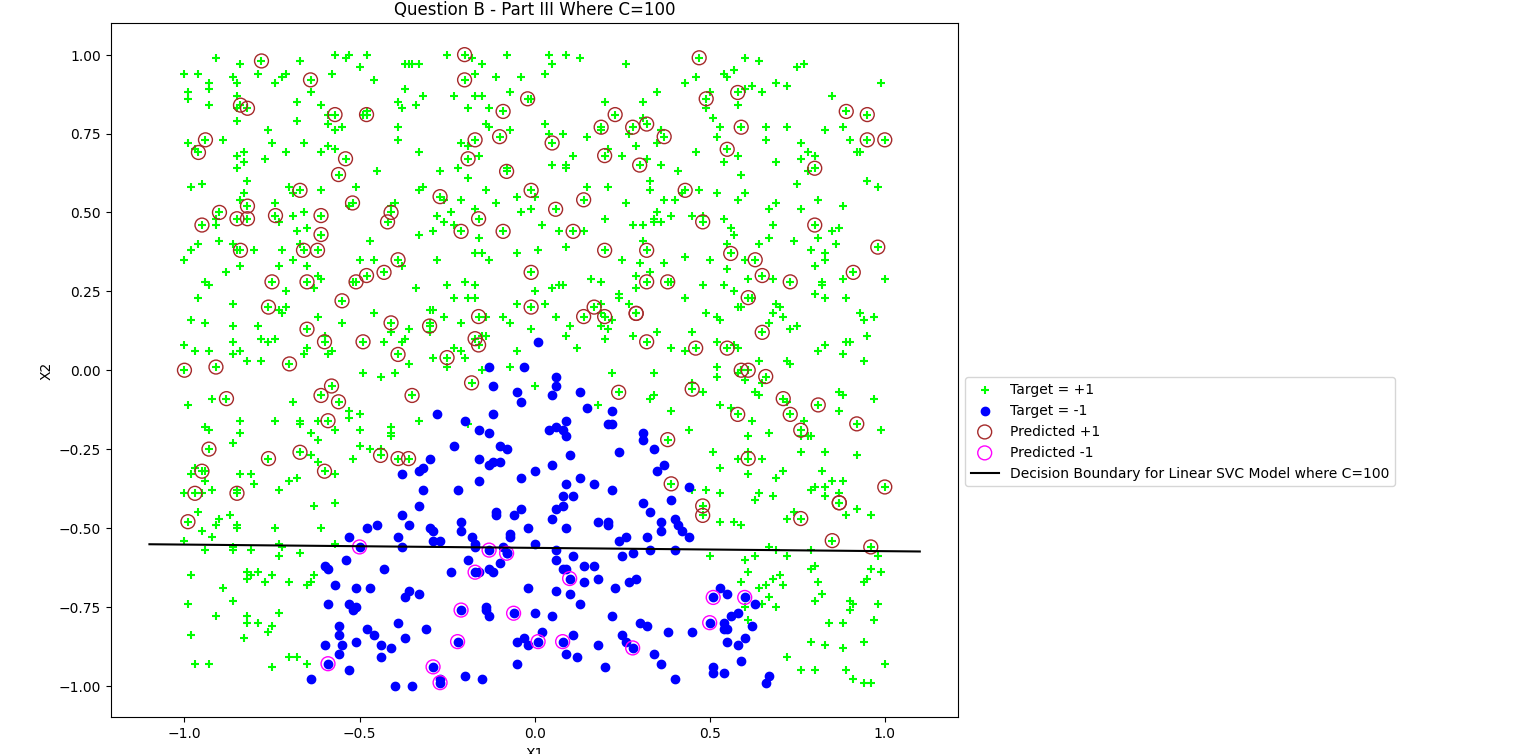 Question B - Part III Where C=100
1.00
0.75
0.50
0.25
0.00
−0.25
−0.50
−0.75
−1.00
X2
−1.0
−0.5
0.0
0.5
1.0
X1
Target = +1
Target = -1
Predicted +1
Predicted -1
Decision Boundary for Linear SVC Model where C=100